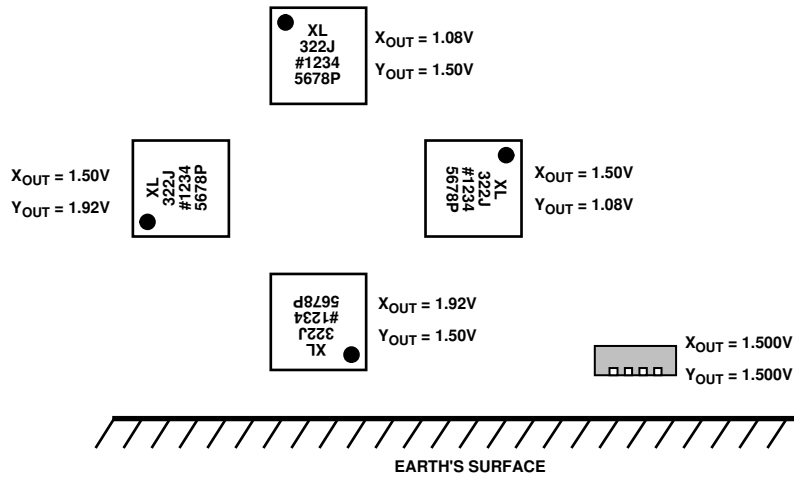 XL
322J
#1234
5678P
XOUT = 1.08V
YOUT = 1.50V
XOUT = 1.50V
YOUT = 1.92V
XL
322J
#1234
5678P
XL
322J
#1234
5678P
XOUT = 1.50V
YOUT = 1.08V
XL
322J
#1234
5678P
XOUT = 1.92V
YOUT = 1.50V
XOUT = 1.500V
YOUT = 1.500V
EARTH'S SURFACE